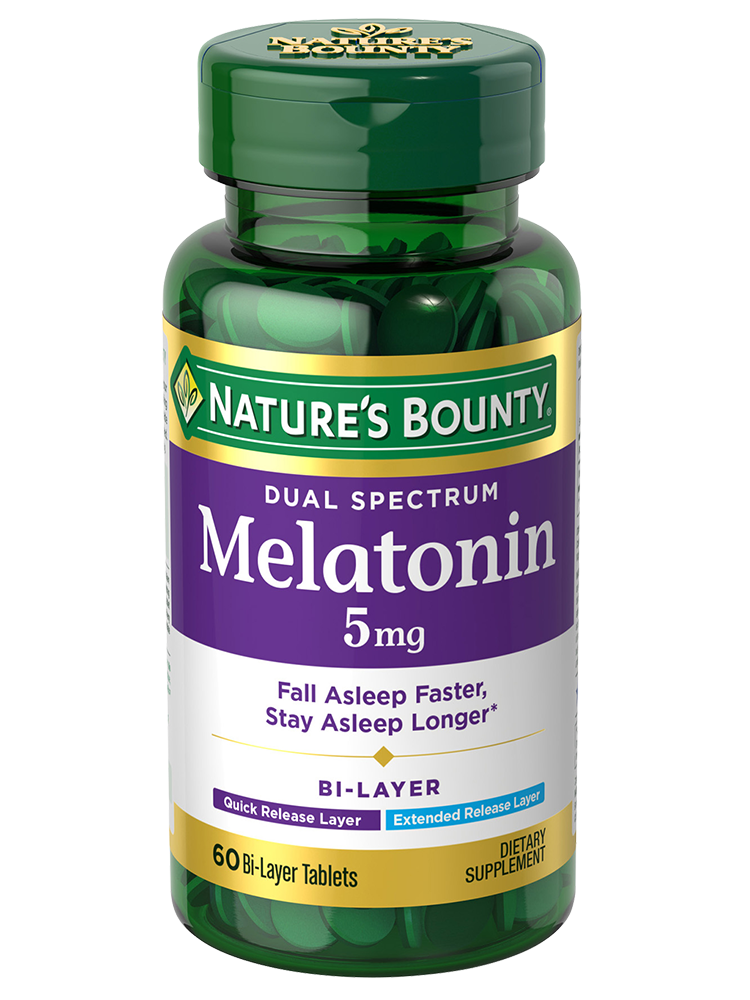 NATURE'S
BOUNTY
NATURE'S BOUNTY®
DUAL SPECTRUM
Melatonin
5mg
Fall Asleep Faster,
Stay Asleep Longer*
BI-LAYER
Quick Release Layer
Extended Release Layer
60 Bi-Layer Tablets
DIETARY
SUPPLEMENT